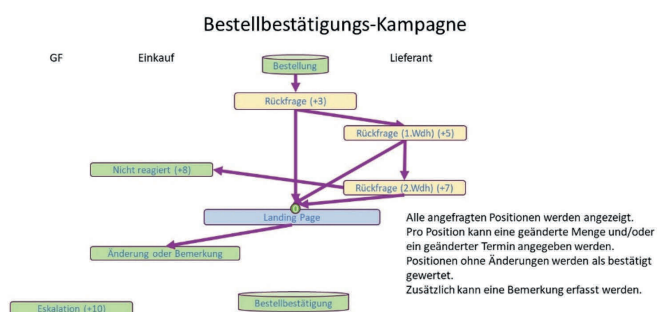 Bestellbestätigungs-Kampagne
GF
Einkauf
Lieferant
Bestellung
Rückfrage (+3)
Rückfrage (1.Wdh) (+5)
Nicht reagiert (+8)
Rückfrage (2.Wdh) (+7)
Landing Page
Alle angefragten Positionen werden angezeigt.
Pro Position kann eine geänderte Menge und/oder
ein geänderter Termin angegeben werden.
Positionen ohne Änderungen werden als bestätigt
gewertet.
Zusätzlich kann eine Bemerkung erfasst werden.
Änderung oder Bemerkung
Bestellbestätigung
Eskalation (+10)